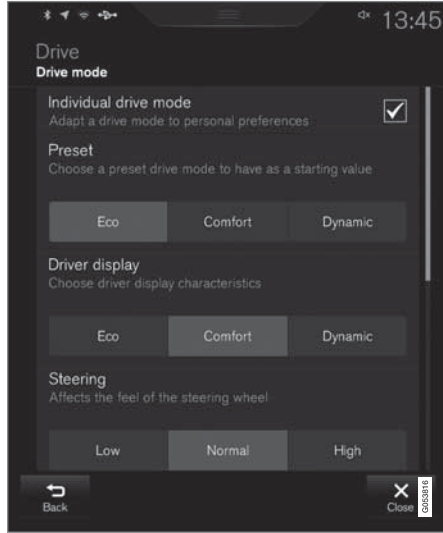 13:45
Drive
Drive mode
Individual drive mode
Adapt a drive mode to personal preferences
Preset
Choose a preset drive mode to have as a starting value
Eco Comfort Dynamic
Driver display
Choose driver display characteristics
Eco Comfort Dynamic
Steering
Affects the feel of the steering wheel
Low Normal High
Back Close
G053816